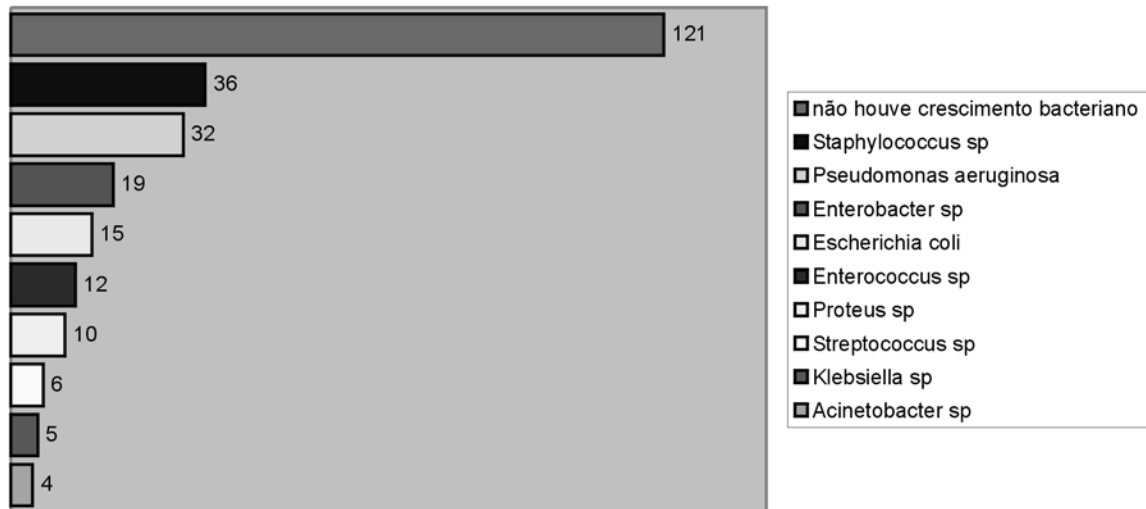 121
36
32
19
15
12
10
6
5
4
não houve crescimento bacteriano
Staphylococcus sp
Pseudomonas aeruginosa
Enterobacter sp
Escherichia coli
Enterococcus sp
Proteus sp
Streptococcus sp
Klebsiella sp
Acinetobacter sp